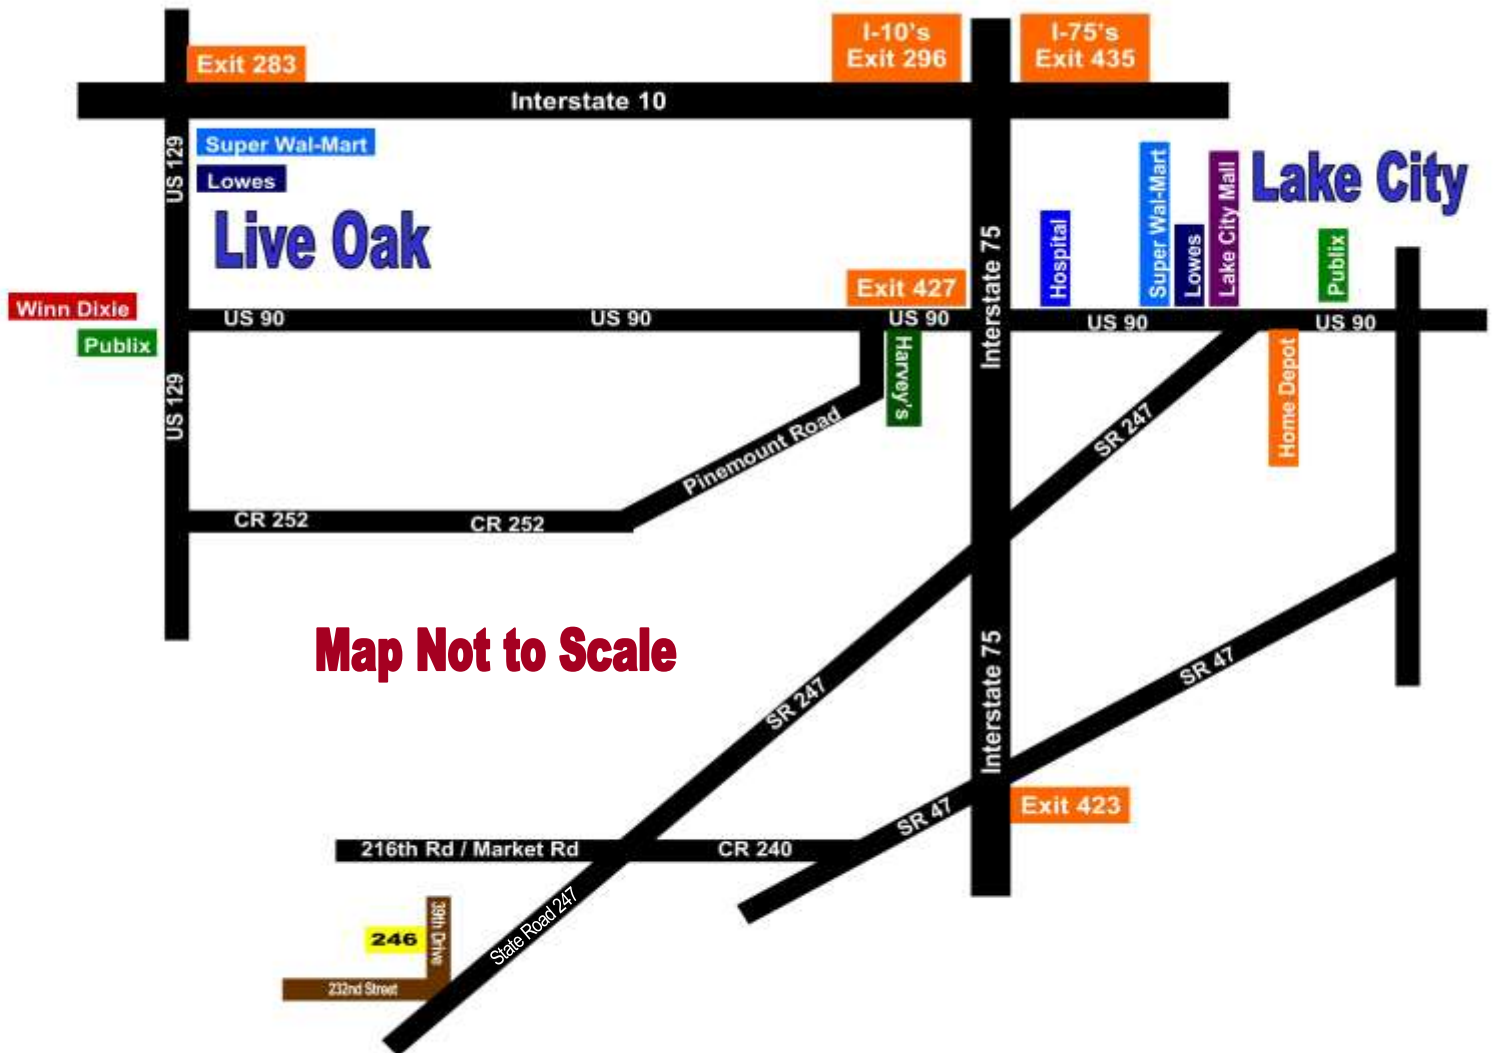 I-10's
Exit 296
I-75's
Exit 435
Exit 283
Interstate 10
US 129
Super Wal-Mart
Lowes
Live Oak
Super Wal-Mart
Lake City Mall
Lake City
Hospital
Lowes
Publix
Interstate 75
Exit 427
Winn Dixie
US 90
US 90
US 90
US 90
US 90
Publix
Harvey's
Home Depot
US 129
Pinemount Road
SR 247
CR 252
CR 252
Map Not to Scale
SR 247
Interstate 75
SR 47
SR 47
Exit 423
216th Rd / Market Rd
CR 240
State Road 247
39th Drive
246
232nd Street